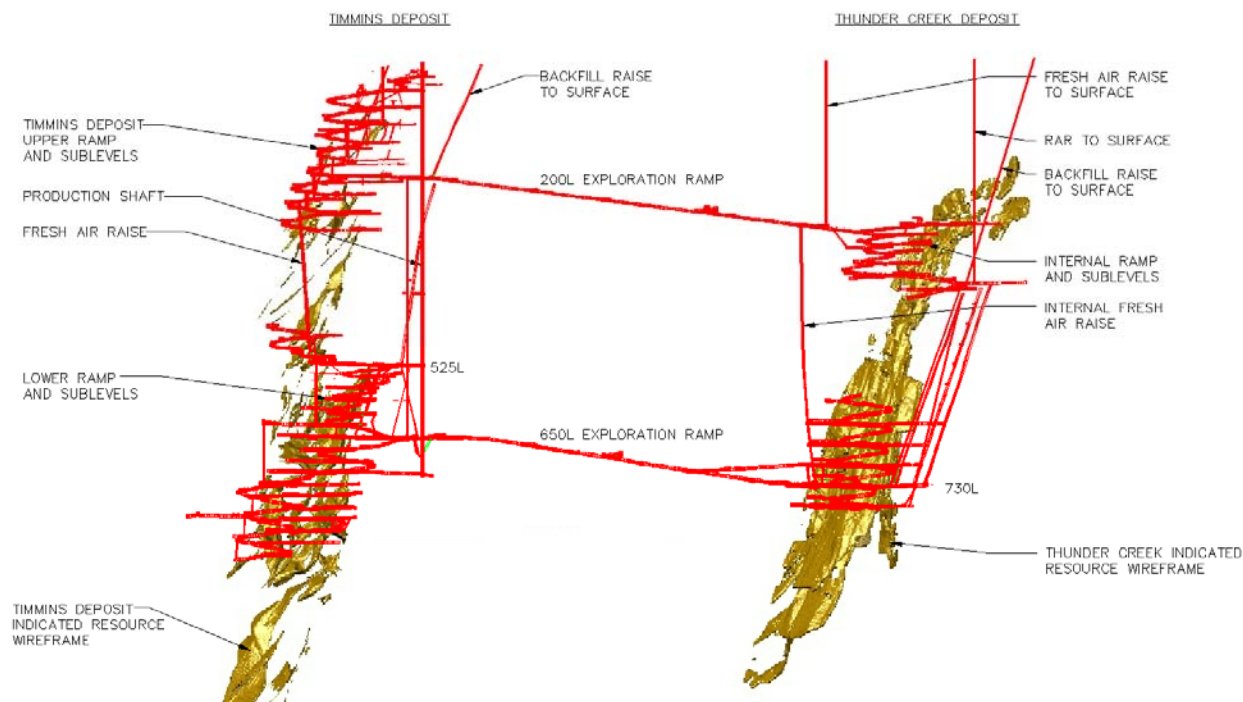 TIMMINS DEPOSIT
THUNDER CREEK DEPOSIT
BACKFILL RAISE
TO SURFACE
FRESH AIR RAISE
TO SURFACE
TIMMINS DEPOSIT
UPPER RAMP
AND SUBLEVELS
RAR TO SURFACE
BACKFILL RAISE
TO SURFACE
200L EXPLORATION RAMP
PRODUCTION SHAFT
FRESH AIR RAISE
INTERNAL RAMP
AND SUBLEVELS
INTERNAL FRESH
AIR RAISE
525L
LOWER RAMP
AND SUBLEVELS
650L EXPLORATION RAMP
730L
THUNDER CREEK INDICATED
RESOURCE WIREFRAME
TIMMINS DEPOSIT
INDICATED RESOURCE
WIREFRAME